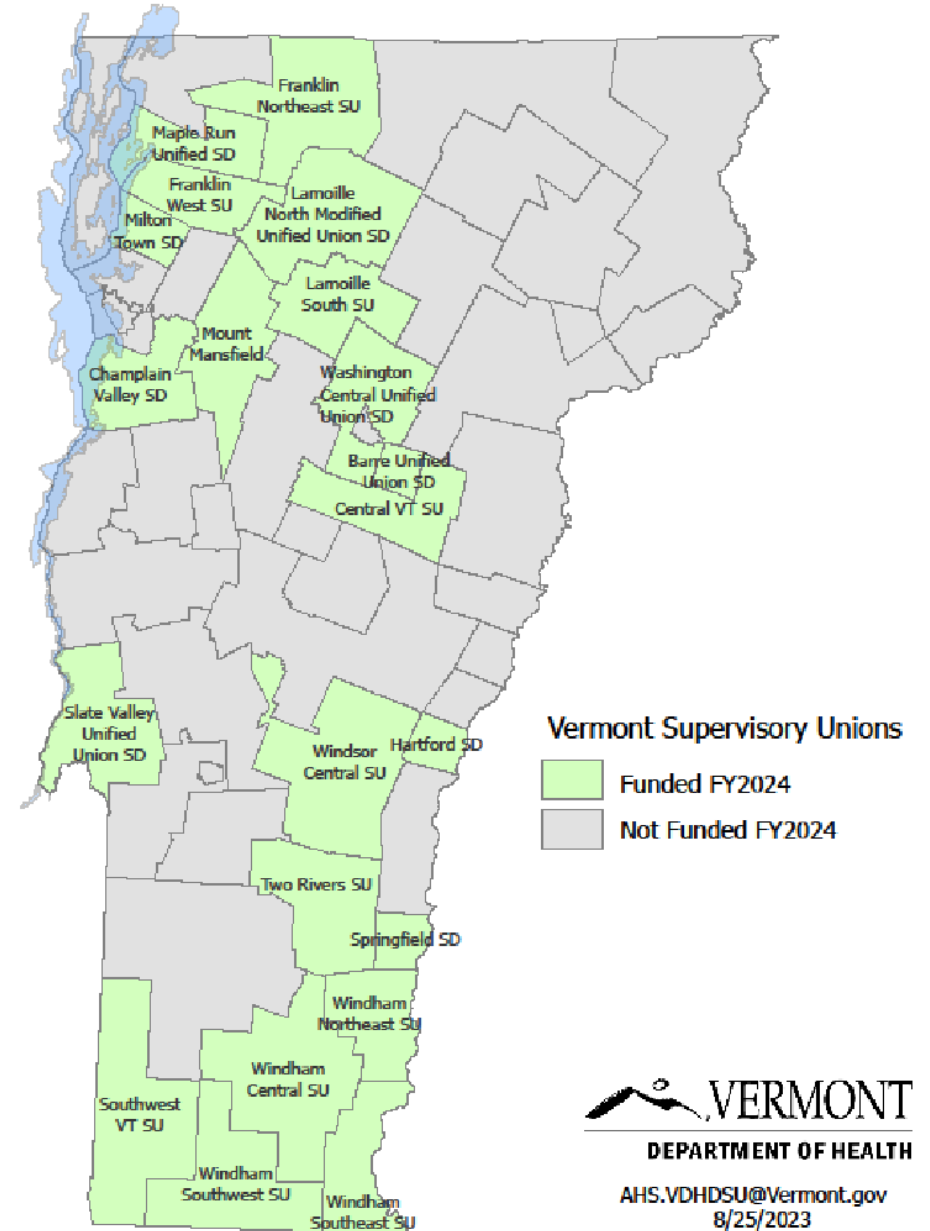 Franklin
Northeast SU
Maple Run
Unified SD
Franklin
West SU
Lamoille
North Modified
Unified Union SD
Milton
Town SD
Lamoille
South SU
Mount
Mansfield
Champlain
Valley SD
Washington
Central Unified
Union SD
Barre Unified
Union SD
Central VT SU
Slate Valley
Unified
Union SD
Windsor
Central SU
Hartford SD
Vermont Supervisory Unions
Funded FY2024
Not Funded FY2024
Two Rivers SU
Springfield SD
Windham
Northeast SU
Windham
Central SU
Southwest
VT SU
Windham
Southwest SU
Windham
Southeast SU
VERMONT
DEPARTMENT OF HEALTH
AHS.VDHDSU@Vermont.gov
8/25/2023